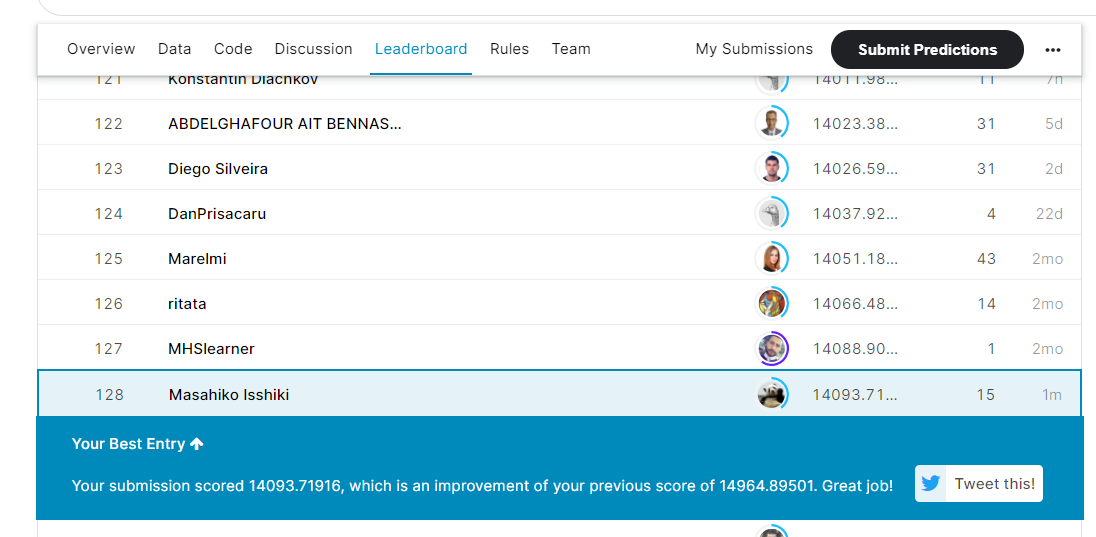 Overview Data Code Discussion Leaderboard Rules Team My Submissions Submit Predictions •••
121 Konstantin Diachkov 14011.98... 11 7h
122 ABDELGHAFOUR AIT BENNAS... 14023.38... 31 5d
123 Diego Silveira 14026.59... 31 2d
124 DanPrisacaru 14037.92... 4 22d
125 Marelmi 14051.18... 43 2mo
126 ritata 14066.48... 14 2mo
127 MHSlearner 14088.90... 1 2mo
128 Masahiko Isshiki 14093.71... 15 1m
Your Best Entry ↑
Your submission scored 14093.71916, which is an improvement of your previous score of 14964.89501. Great job! Tweet this!